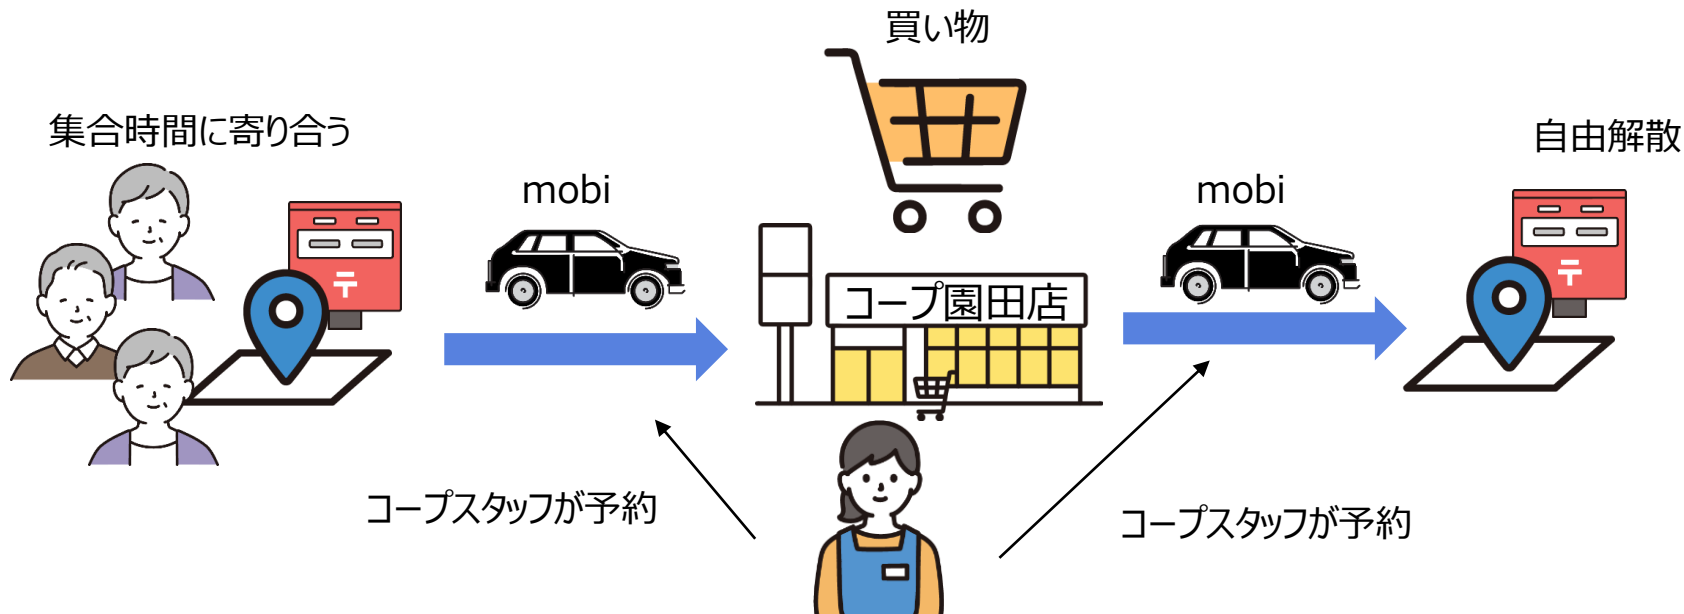 買い物
集合時間に寄り合う
自由解散
mobi
mobi
コープ園田店
コープスタッフが予約
コープスタッフが予約